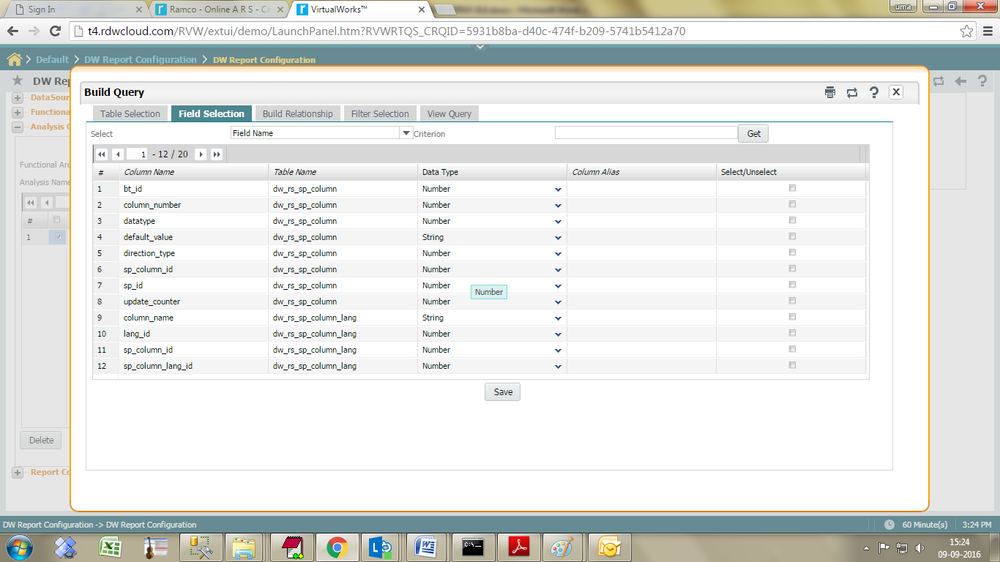 Sign In
Ramco - Online A R S - Ca
VirtualWorks™
uma
t4.rdwcloud.com/RVW/extui/demo/LaunchPanel.htm?RVWRTQS_CRQID=5931b8ba-d40c-474f-b209-5741b5412a70
Default > DW Report Configuration > DW Report Configuration
DW Rep
DataSour
Functiona
Analysis
Functional Are
Analysis Name
#
1
Delete
Report Co
Build Query
Table Selection Field Selection Build Relationship Filter Selection View Query
Select Field Name Criterion Get
1 - 12 / 20
# Column Name Table Name Data Type Column Alias Select/Unselect
1 bt_id dw_rs_sp_column Number
2 column_number dw_rs_sp_column Number
3 datatype dw_rs_sp_column Number
4 default_value dw_rs_sp_column String
5 direction_type dw_rs_sp_column Number
6 sp_column_id dw_rs_sp_column Number
7 sp_id dw_rs_sp_column Number
Number
8 update_counter dw_rs_sp_column Number
9 column_name dw_rs_sp_column_lang String
10 lang_id dw_rs_sp_column_lang Number
11 sp_column_id dw_rs_sp_column_lang Number
12 sp_column_lang_id dw_rs_sp_column_lang Number
Save
DW Report Configuration -> DW Report Configuration
60 Minute(s) 3:24 PM
15:24
09-09-2016